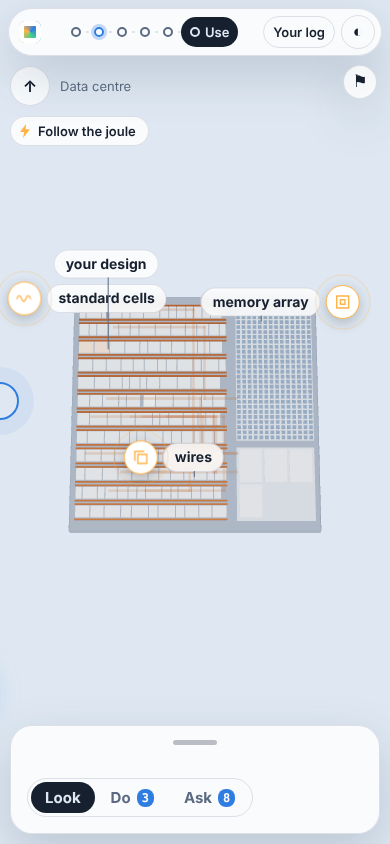 Use
Your log
Data centre
Follow the joule
your design
standard cells
memory array
wires
Look
Do 3
Ask 8